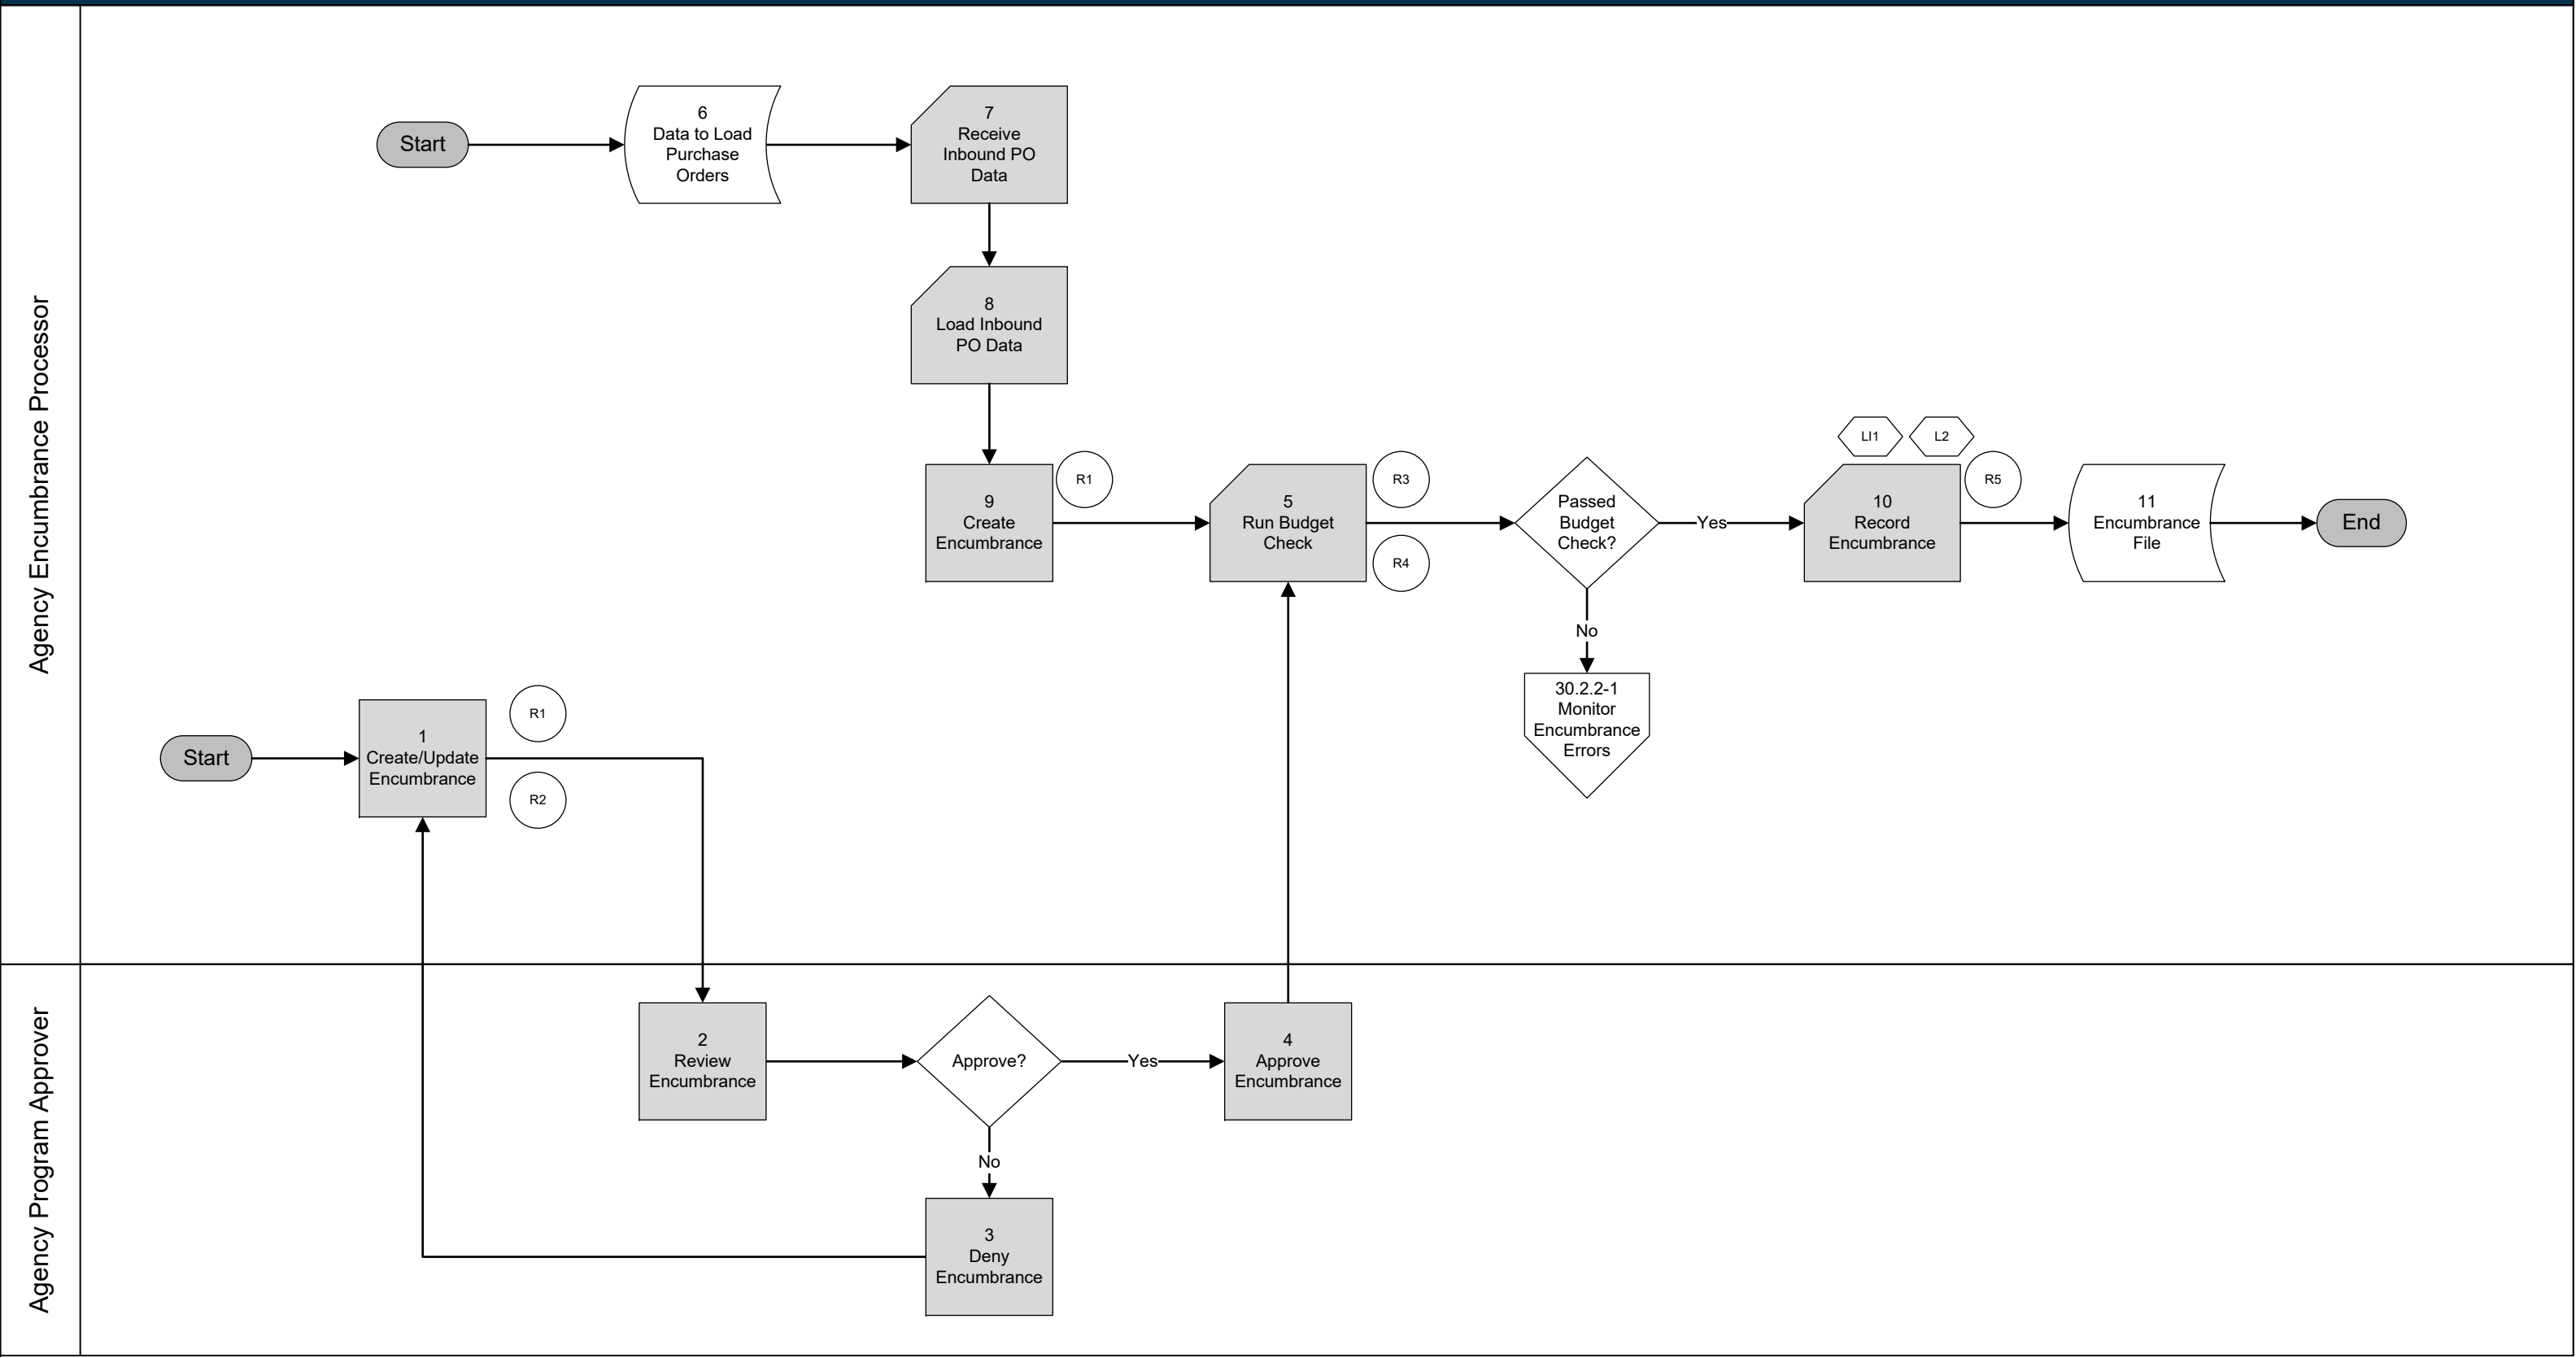 Agency Encumbrance Processor
Start
6
Data to Load
Purchase
Orders
7
Receive
Inbound PO
Data
8
Load Inbound
PO Data
9
Create
Encumbrance
R1
5
Run Budget
Check
R3
R4
Passed
Budget
Check?
Yes
No
30.2.2-1
Monitor
Encumbrance
Errors
LI1
L2
10
Record
Encumbrance
R5
11
Encumbrance
File
End
Start
1
Create/Update
Encumbrance
R1
R2
Agency Program Approver
2
Review
Encumbrance
Approve?
Yes
4
Approve
Encumbrance
No
3
Deny
Encumbrance